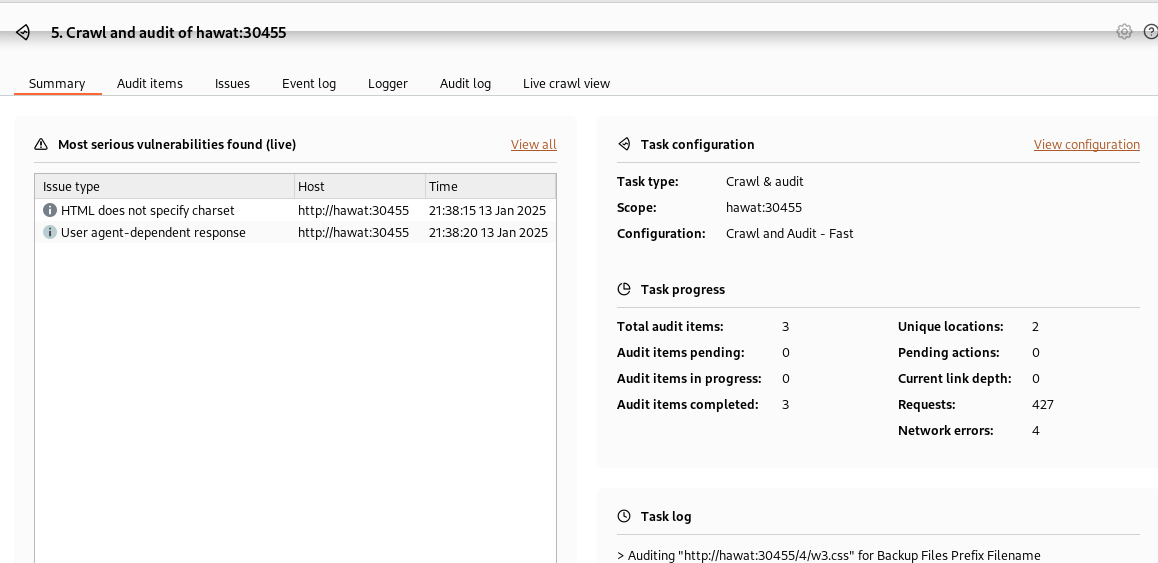 5. Crawl and audit of hawat:30455
Summary Audit items Issues Event log Logger Audit log Live crawl view
Most serious vulnerabilities found (live) View all
Issue type Host Time
HTML does not specify charset http://hawat:30455 21:38:15 13 Jan 2025
User agent-dependent response http://hawat:30455 21:38:20 13 Jan 2025
Task configuration View configuration
Task type: Crawl & audit
Scope: hawat:30455
Configuration: Crawl and Audit - Fast
Task progress
Total audit items: 3 Unique locations: 2
Audit items pending: 0 Pending actions: 0
Audit items in progress: 0 Current link depth: 0
Audit items completed: 3 Requests: 427
Network errors: 4
Task log
> Auditing "http://hawat:30455/4/w3.css" for Backup Files Prefix Filename